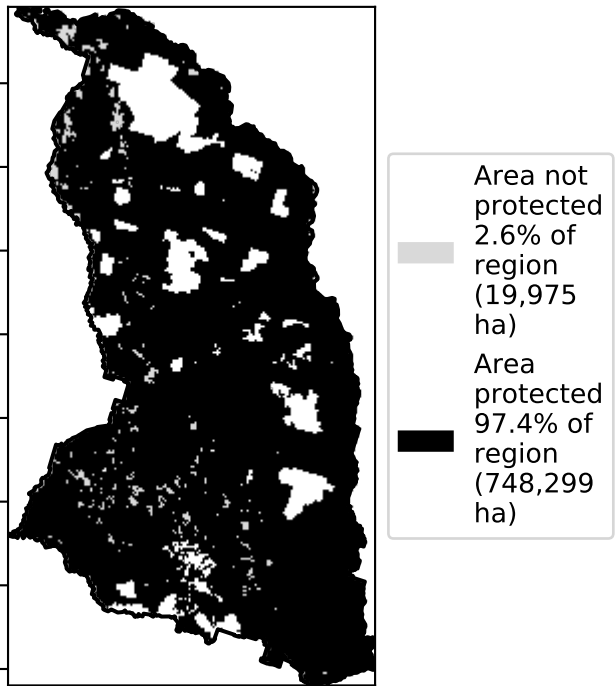 Area not
protected
2.6% of
region
(19,975
ha)
Area
protected
97.4% of
region
(748,299
ha)